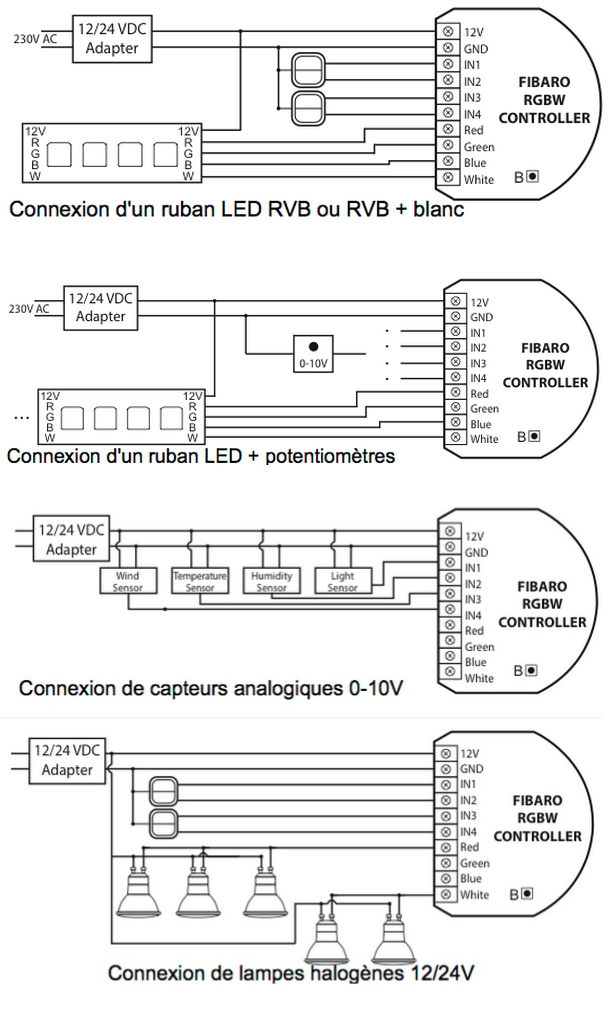 230V AC
12/24 VDC
Adapter
12V
GND
IN1
IN2
IN3
IN4
Red
Green
Blue
White
FIBARO
RGBW
CONTROLLER
B
12V 12V
R R
G G
B B
W W
Connexion d'un ruban LED RVB ou RVB + blanc
230V AC
12/24 VDC
Adapter
0-10V
12V
GND
IN1
IN2
IN3
IN4
Red
Green
Blue
White
FIBARO
RGBW
CONTROLLER
B
...
12V 12V
R R
G G
B B
W W
Connexion d'un ruban LED + potentiomètres
12/24 VDC
Adapter
Wind
Sensor
Temperature
Sensor
Humidity
Sensor
Light
Sensor
12V
GND
IN1
IN2
IN3
IN4
Red
Green
Blue
White
FIBARO
RGBW
CONTROLLER
B
Connexion de capteurs analogiques 0-10V
12/24 VDC
Adapter
12V
GND
IN1
IN2
IN3
IN4
Red
Green
Blue
White
FIBARO
RGBW
CONTROLLER
B
Connexion de lampes halogènes 12/24V